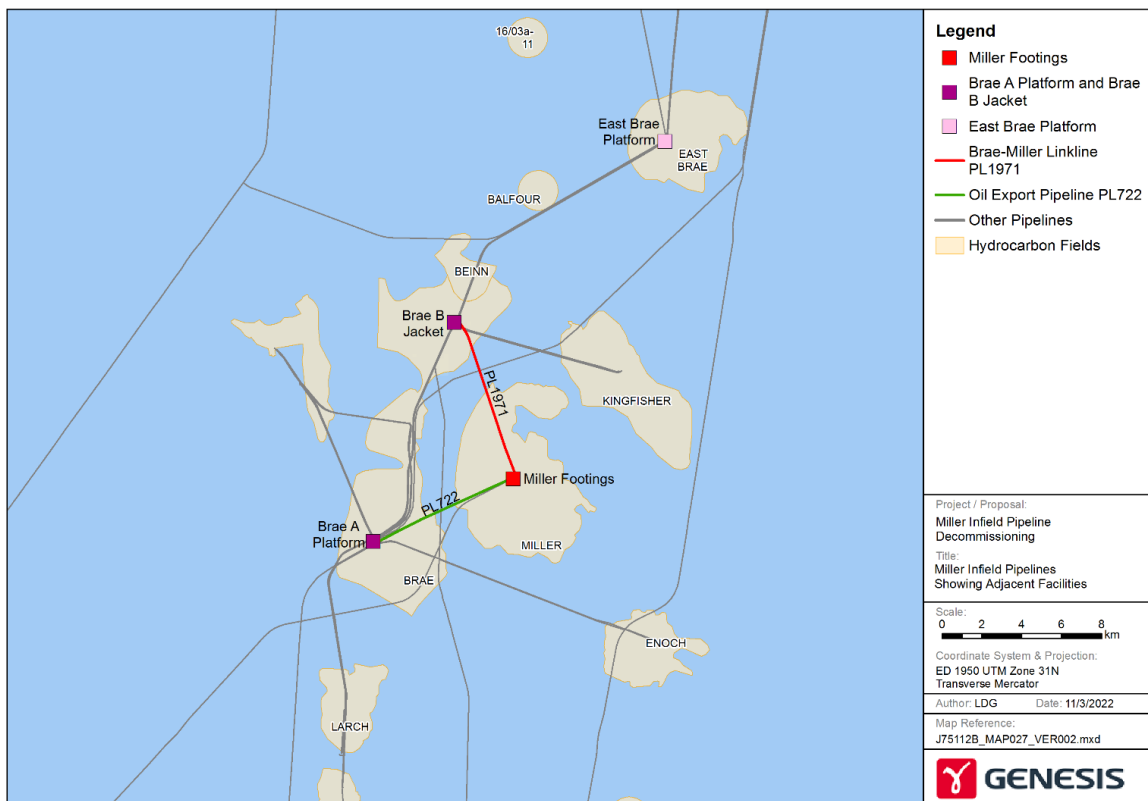 16/03a-
11
East Brae
Platform
EAST
BRAE
BALFOUR
BEINN
Brae B
Jacket
PL1971
KINGFISHER
Miller Footings
PL722
Brae A
Platform
MILLER
BRAE
ENOCH
LARCH
Legend
Miller Footings
Brae A Platform and Brae
B Jacket
East Brae Platform
Brae-Miller Linkline
PL1971
Oil Export Pipeline PL722
Other Pipelines
Hydrocarbon Fields
Project / Proposal:
Miller Infield Pipeline
Decommissioning
Title:
Miller Infield Pipelines
Showing Adjacent Facilities
Scale:
0 2 4 6 8
km
Coordinate System & Projection:
ED 1950 UTM Zone 31N
Transverse Mercator
Author: LDG Date: 11/3/2022
Map Reference:
J75112B_MAP027_VER002.mxd
GENESIS